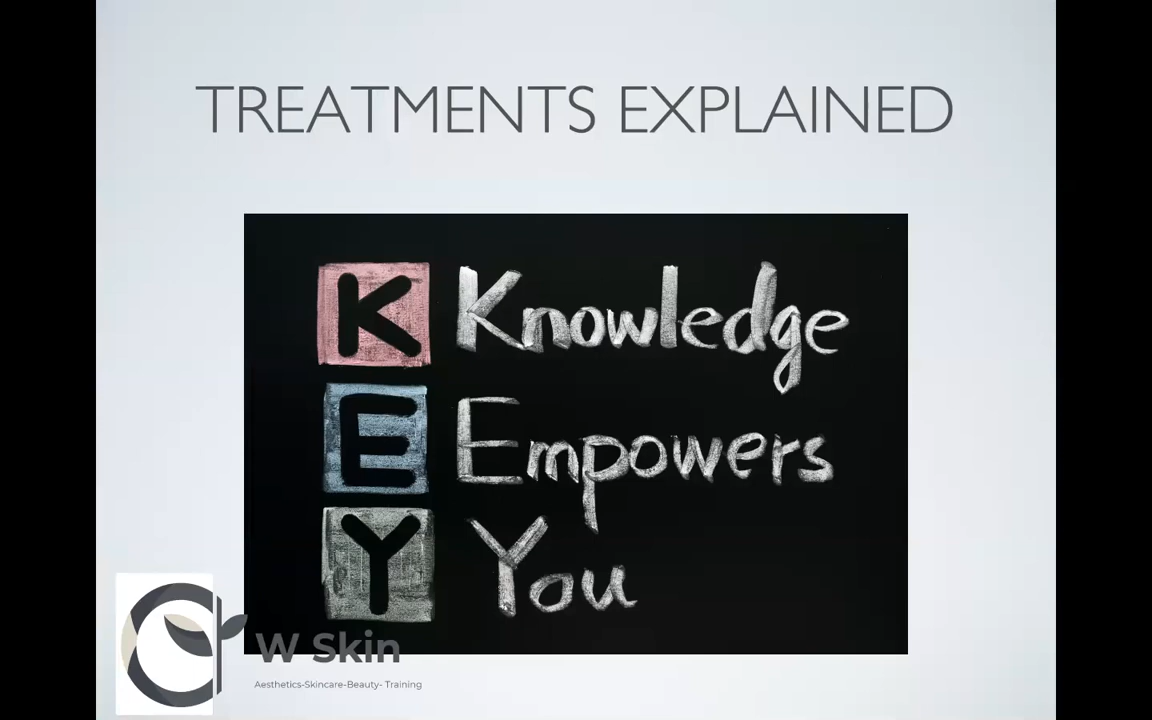 TREATMENTS EXPLAINED
K Knowledge
E Empowers
Y You
W Skin
Aesthetics-Skincare-Beauty- Training